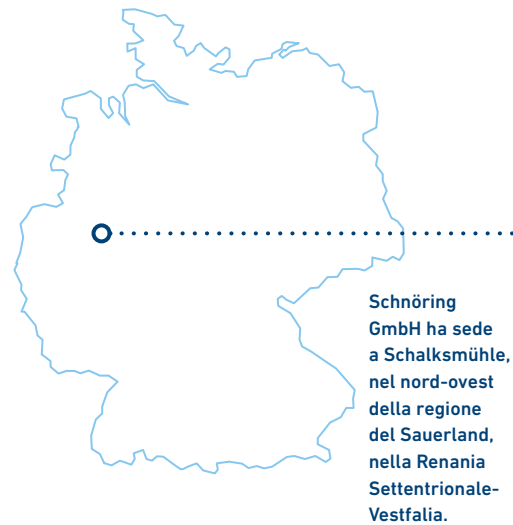 Schnöring
GmbH ha sede
a Schalksmühle,
nel nord-ovest
della regione
del Sauerland,
nella Renania
Settentrionale-
Vestfalia.